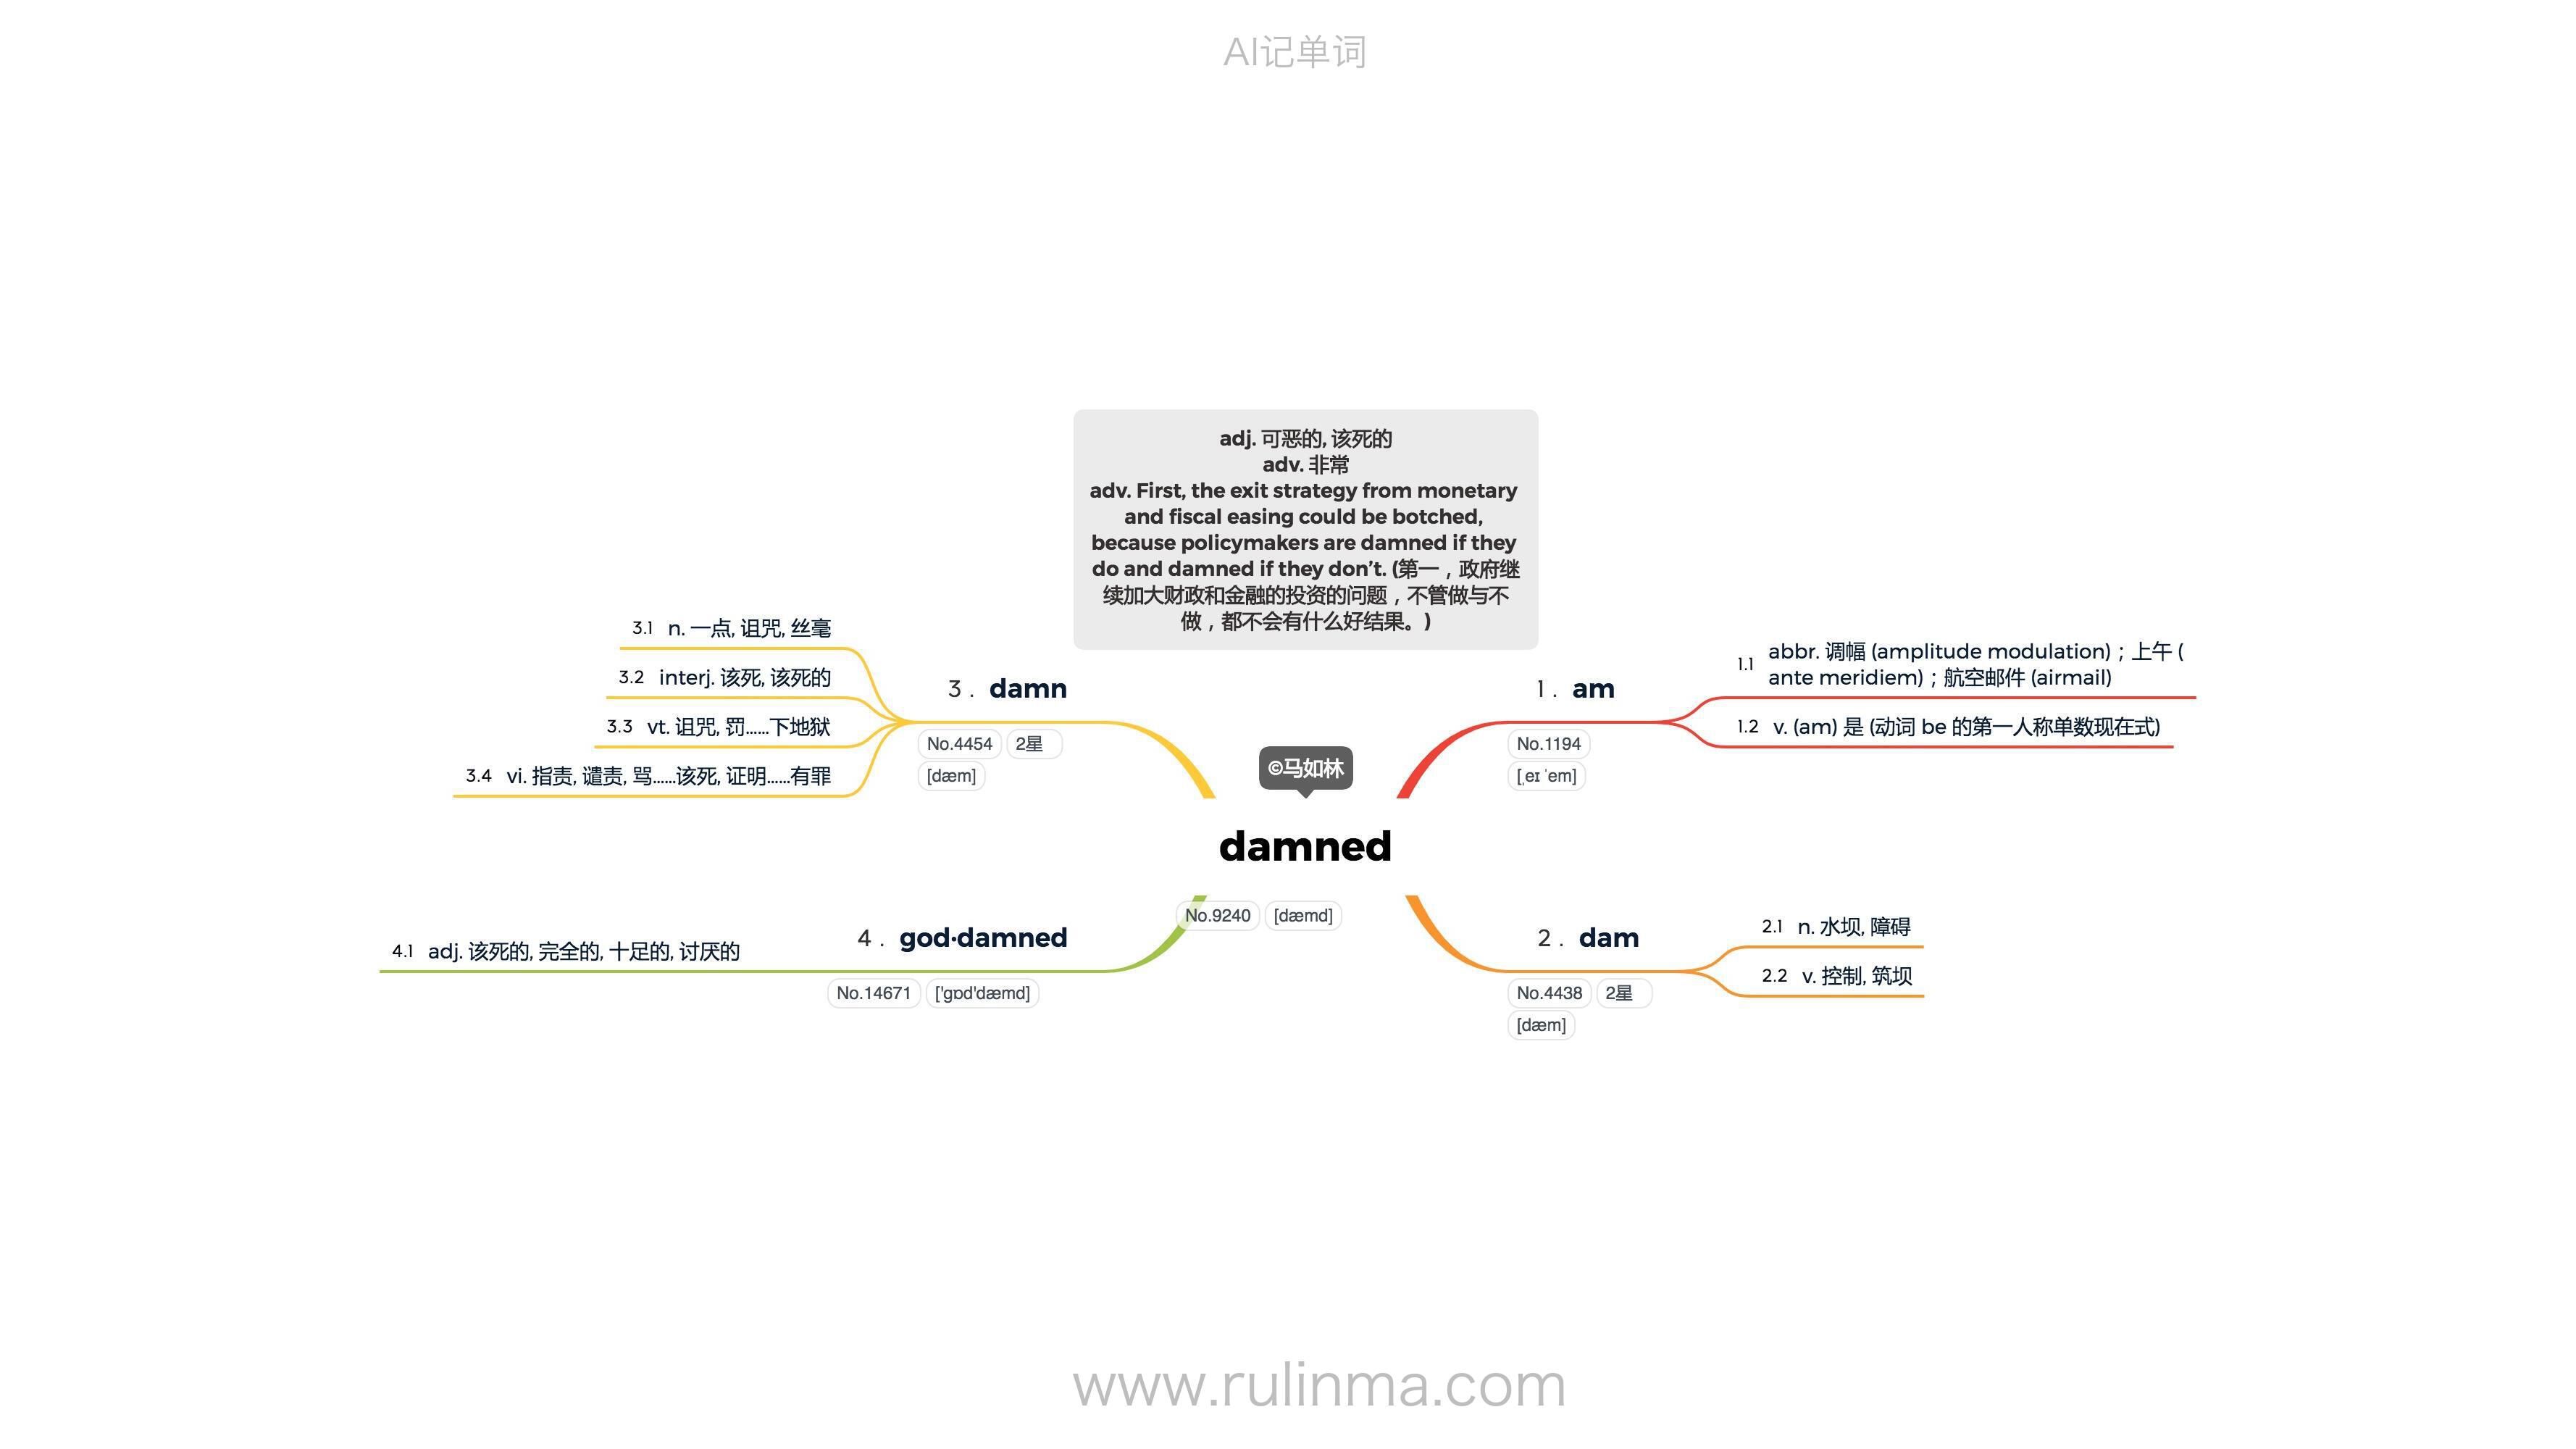 AI记单词
adj. 可恶的, 该死的
adv. 非常
adv. First, the exit strategy from monetary
and fiscal easing could be botched,
because policymakers are damned if they
do and damned if they don’t. (第一，政府继
续加大财政和金融的投资的问题，不管做与不
做，都不会有什么好结果。)
©马如林
damned
No.9240 [dæmd]
1. am
No.1194
[ˌeɪ ˈem]
1.1 abbr. 调幅 (amplitude modulation)；上午 (
ante meridiem)；航空邮件 (airmail)
1.2 v. (am) 是 (动词 be 的第一人称单数现在式)
2. dam
No.4438 2星
[dæm]
2.1 n. 水坝, 障碍
2.2 v. 控制, 筑坝
3. damn
No.4454 2星
[dæm]
3.1 n. 一点, 诅咒, 丝毫
3.2 interj. 该死, 该死的
3.3 vt. 诅咒, 罚……下地狱
3.4 vi. 指责, 谴责, 骂……该死, 证明……有罪
4. god·damned
No.14671 ['gɒd'dæmd]
4.1 adj. 该死的, 完全的, 十足的, 讨厌的
www.rulinma.com